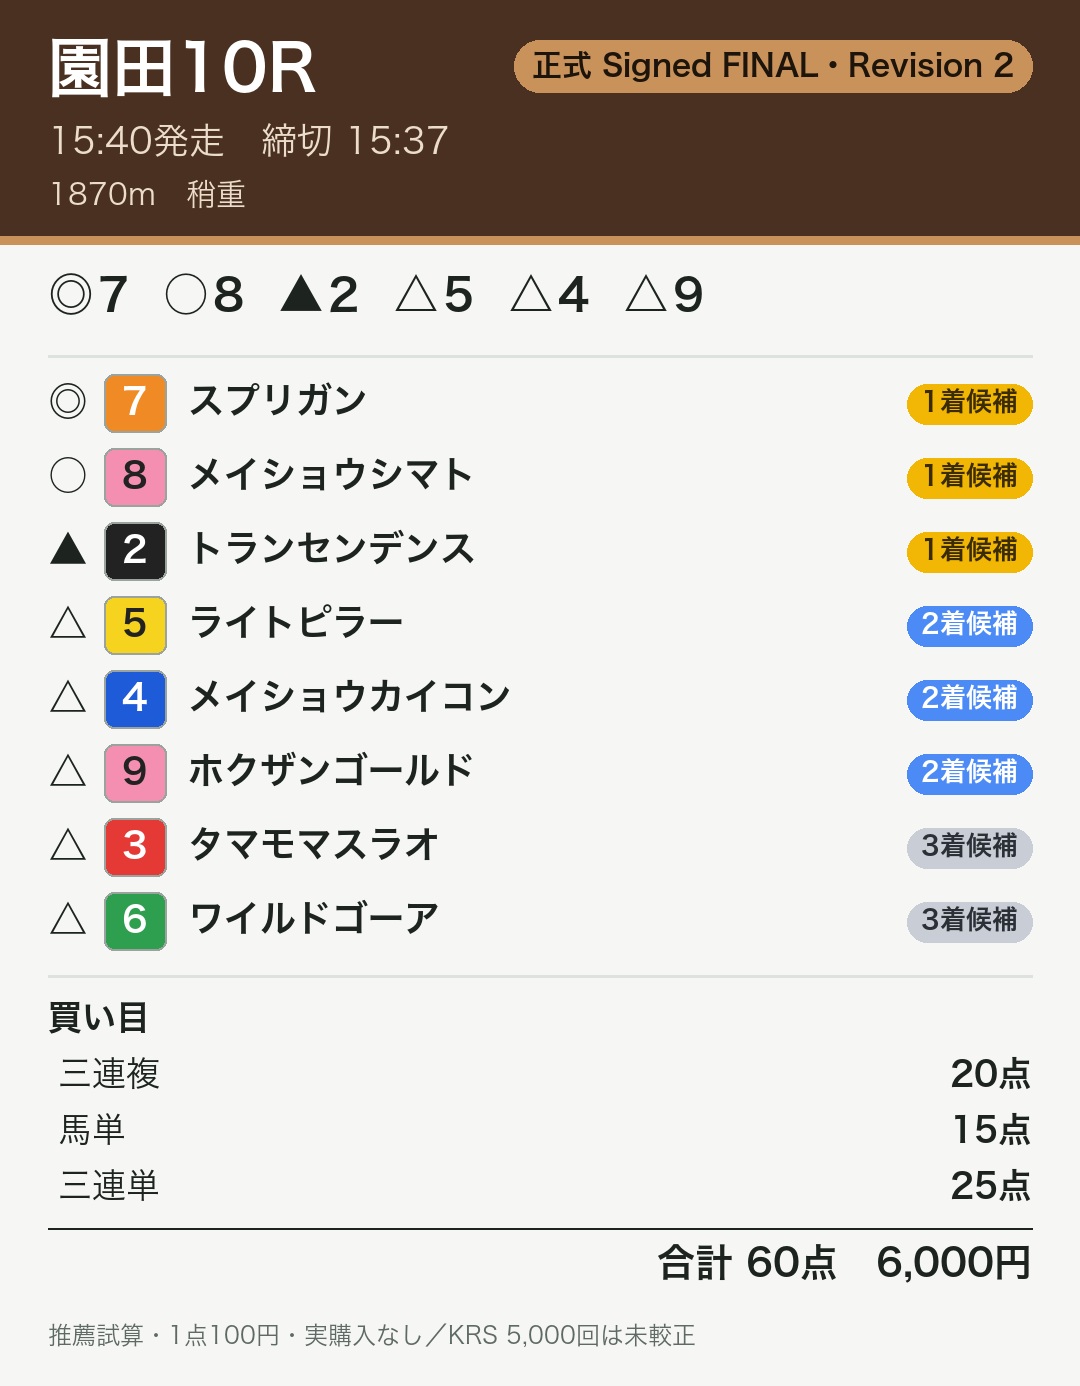 園田10R
正式 Signed FINAL・Revision 2
15:40発走　締切 15:37
1870m　稍重
◎7 ○8 ▲2 △5 △4 △9
◎ 7 スプリガン 1着候補
○ 8 メイショウシマト 1着候補
▲ 2 トランセンデンス 1着候補
△ 5 ライトピラー 2着候補
△ 4 メイショウカイコン 2着候補
△ 9 ホクザンゴールド 2着候補
△ 3 タマモマスラオ 3着候補
△ 6 ワイルドゴーア 3着候補
買い目
三連複 20点
馬単 15点
三連単 25点
合計 60点　6,000円
推薦試算・1点100円・実購入なし／KRS 5,000回は未較正